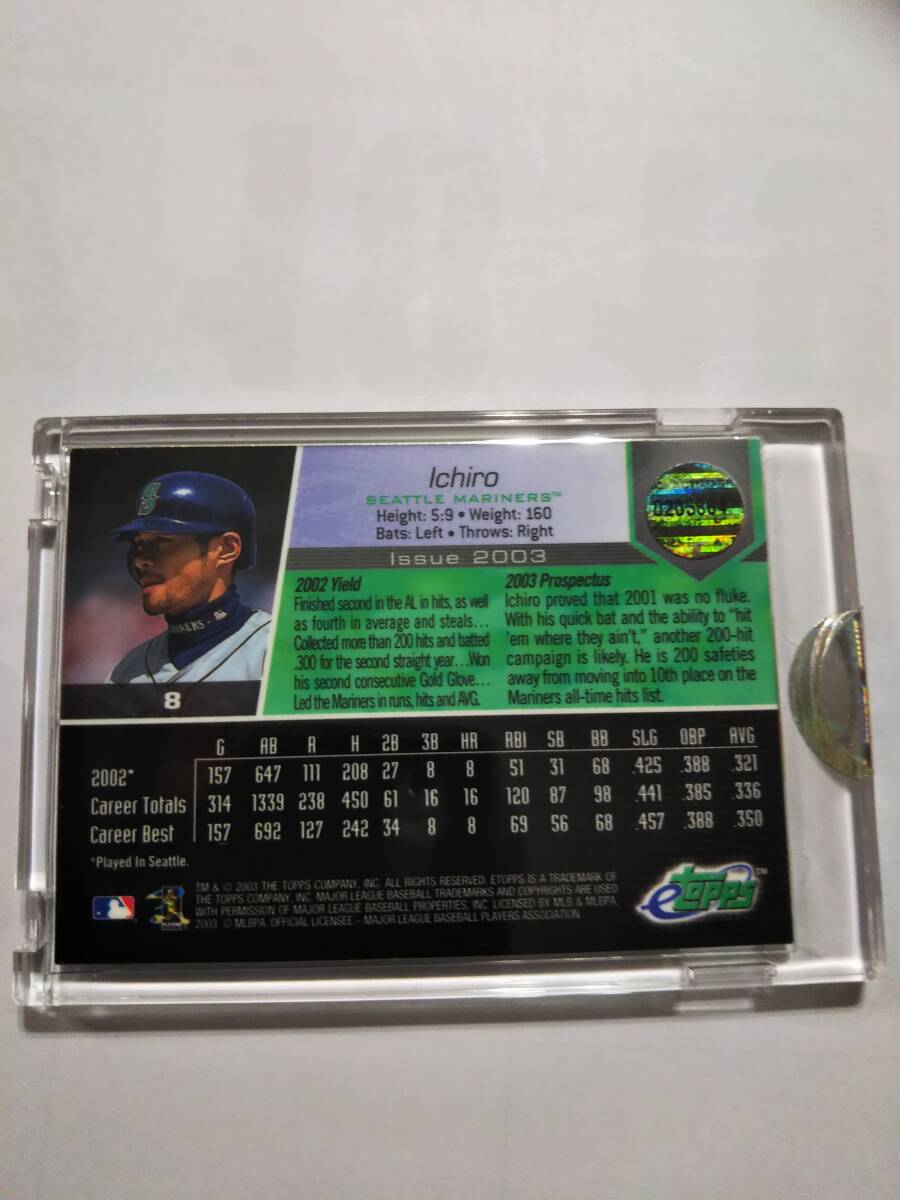 Ichiro
SEATTLE MARINERS™
Height: 5:9 • Weight: 160
Bats: Left • Throws: Right
Issue 2003
2002 Yield
Finished second in the AL in hits, as well
as fourth in average and steals...
Collected more than 200 hits and batted
.300 for the second straight year...Won
his second consecutive Gold Glove...
Led the Mariners in runs, hits and AVG.
2003 Prospectus
Ichiro proved that 2001 was no fluke.
With his quick bat and the ability to “hit
’em where they ain’t,” another 200-hit
campaign is likely. He is 200 safeties
away from moving into 10th place on the
Mariners all-time hits list.
MARINERS
8
G AB R H 2B 3B HR RBI SB BB SLG OBP AVG
2002* 157 647 111 208 27 8 8 51 31 68 .425 .388 .321
Career Totals 314 1339 238 450 61 16 16 120 87 98 .441 .385 .336
Career Best 157 692 127 242 34 8 8 69 56 68 .457 .388 .350
*Played In Seattle.
TM & © 2003 THE TOPPS COMPANY, INC. ALL RIGHTS RESERVED. ETOPPS IS A TRADEMARK OF
THE TOPPS COMPANY, INC. MAJOR LEAGUE BASEBALL TRADEMARKS AND COPYRIGHTS ARE USED
WITH PERMISSION OF MAJOR LEAGUE BASEBALL PROPERTIES, INC. LICENSED BY MLB & MLBPA,
2003 © MLBPA. OFFICIAL LICENSEE – MAJOR LEAGUE BASEBALL PLAYERS ASSOCIATION.
etopps™